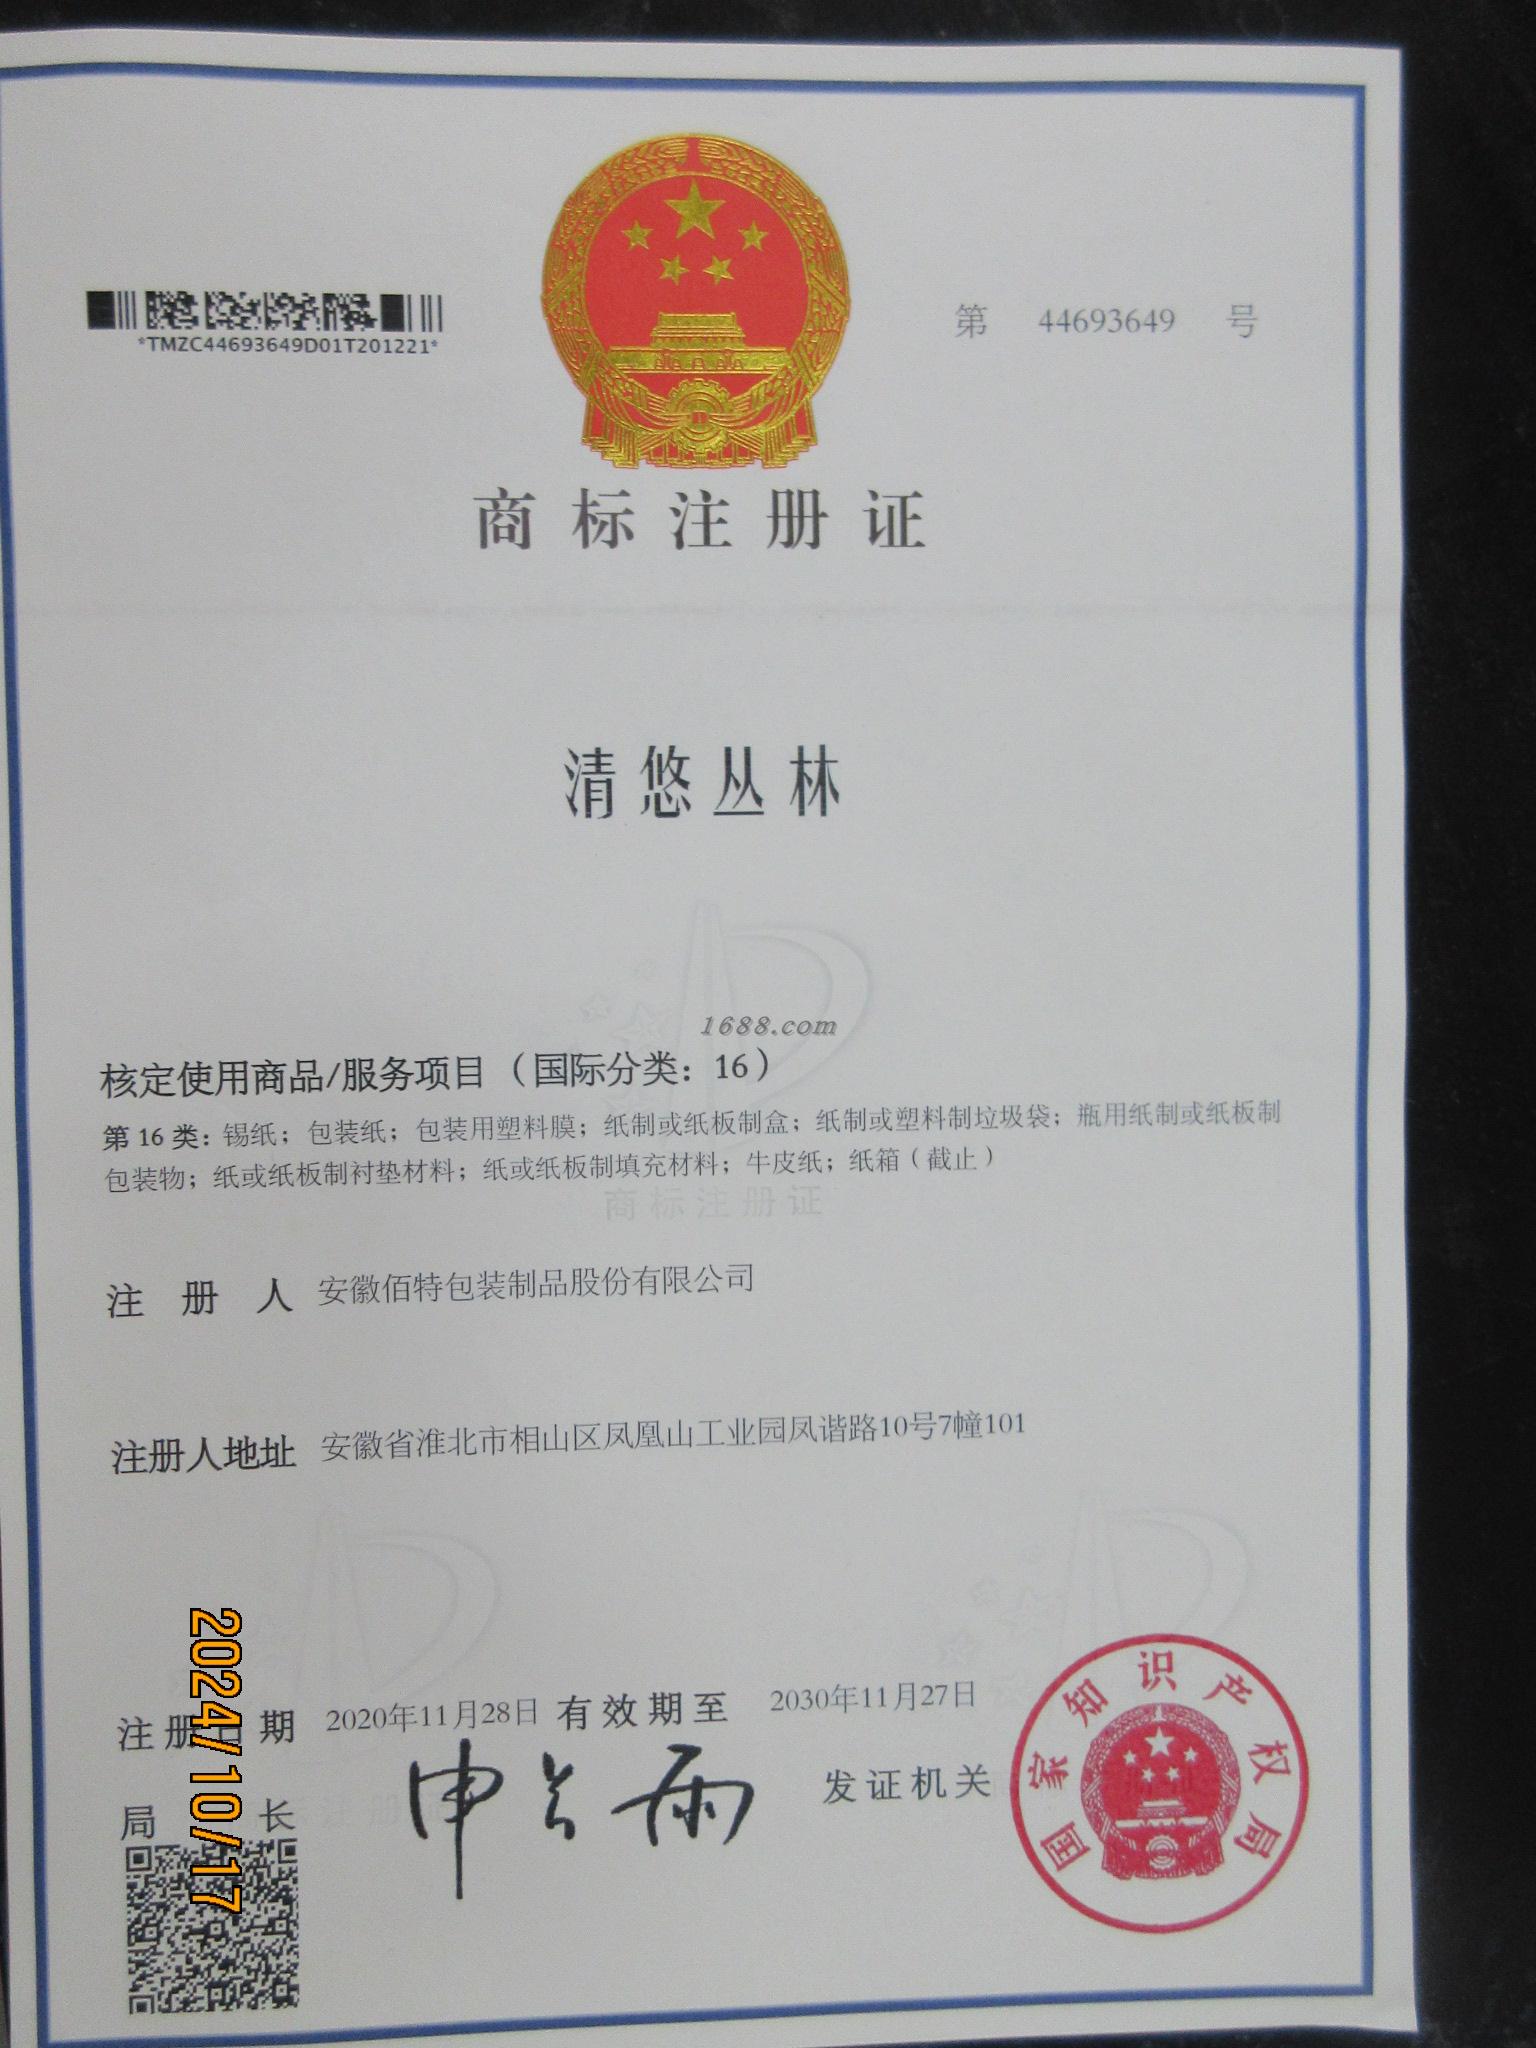 *TMZC44693649D01T201221*
第 44693649 号
商标注册证
清悠丛林
1688.com
核定使用商品/服务项目（国际分类：16）
第16类：锡纸；包装纸；包装用塑料膜；纸制或纸板制盒；纸制或塑料制垃圾袋；瓶用纸制或纸板制
包装物；纸或纸板制衬垫材料；纸或纸板制填充材料；牛皮纸；纸箱（截止）
商标注册证
注册人 安徽佰特包装制品股份有限公司
注册人地址 安徽省淮北市相山区凤凰山工业园凤谐路10号7幢101
注册日期 2020年11月28日 有效期至 2030年11月27日
局长 申长雨 发证机关
国家知识产权局
2024/10/17